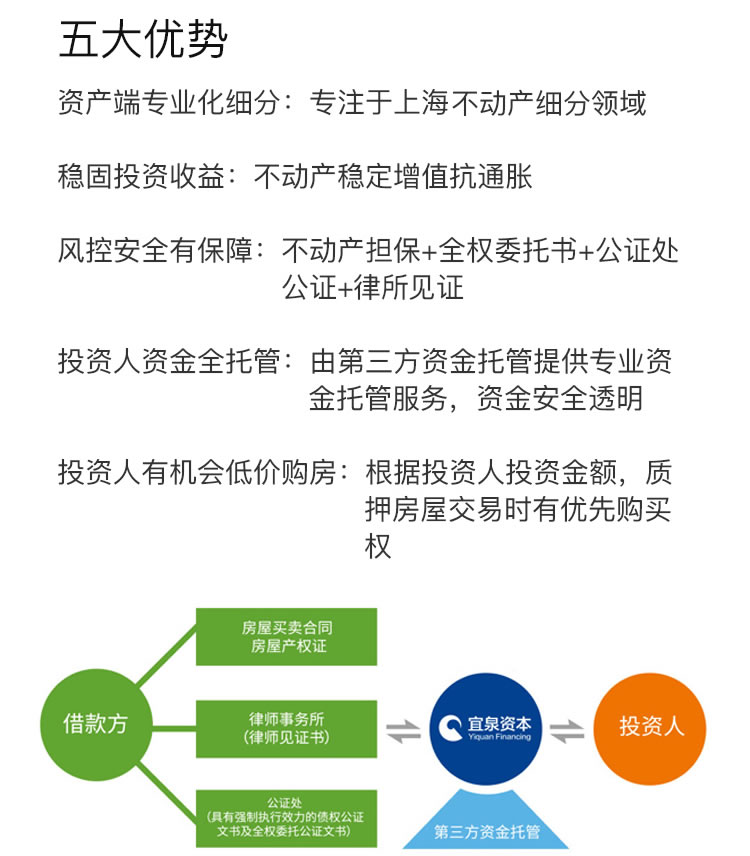 五大优势
资产端专业化细分：专注于上海不动产细分领域
稳固投资收益：不动产稳定增值抗通胀
风控安全有保障：不动产担保+全权委托书+公证处
公证+律所见证
投资人资金全托管：由第三方资金托管提供专业资
金托管服务，资金安全透明
投资人有机会低价购房：根据投资人投资金额，质
押房屋交易时有优先购买
权
房屋买卖合同
房屋产权证
借款方
律师事务所
（律师见证书）
宜泉资本
Yiquan Financing
投资人
公证处
（具有强制执行效力的债权公证
文书及全权委托公证文书）
第三方资金托管